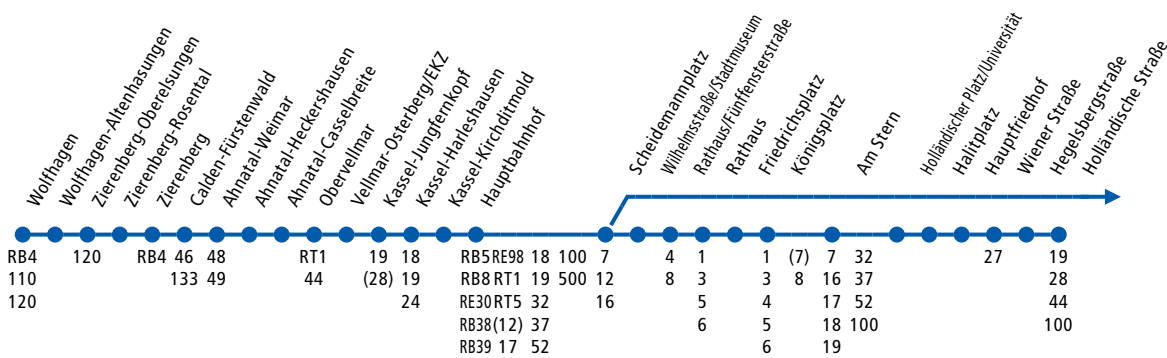 Wolfhagen
Wolfhagen-Altenhasungen
Zierenberg-Oberelsungen
Zierenberg-Rosental
Zierenberg
Calden-Fürstenwald
Ahnatal-Weimar
Ahnatal-Heckershausen
Ahnatal-Casselbreite
Obervellmar
Vellmar-Osterberg/EKZ
Kassel-Jungfernkopf
Kassel-Harleshausen
Kassel-Kirchditmold
Hauptbahnhof
Scheidemannplatz
Wilhelmsstraße/Stadtmuseum
Rathaus/Fünffensterstraße
Rathaus
Friedrichsplatz
Königsplatz
Am Stern
Holländischer Platz/Universität
Halitplatz
Hauptfriedhof
Wiener Straße
Hegelsbergstraße
Holländische Straße
RB4 120 RB4 46 48 RT1 19 18 RB5 RE98 18 100 7 4 1 1 (7) 7 32 27 19
110 133 49 44 (28) 19 RB8 RT1 19 500 12 8 3 3 8 16 37 28
120 24 RE30 RT5 32 16 5 4 17 52 44
RB38 (12) 37 6 5 18 100 100
RB39 17 52 6 19